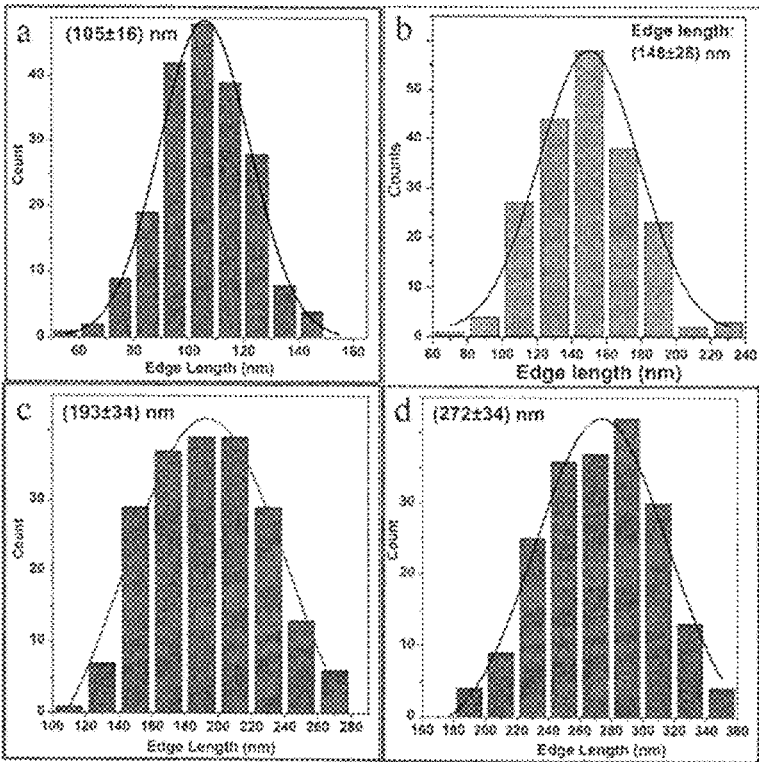 a
(105±16) nm
Count
40
30
20
10
0
60 80 100 120 140 160
Edge Length (nm)
b
Edge length:
(148±28) nm
Counts
50
40
30
20
10
0
60 80 100 120 140 160 180 200 220 240
Edge length (nm)
c
(193±34) nm
Count
30
20
10
0
100 120 140 160 180 200 220 240 260 280
Edge Length (nm)
d
(272±34) nm
Count
40
30
20
10
0
160 180 200 220 240 260 280 300 320 340 360
Edge Length (nm)